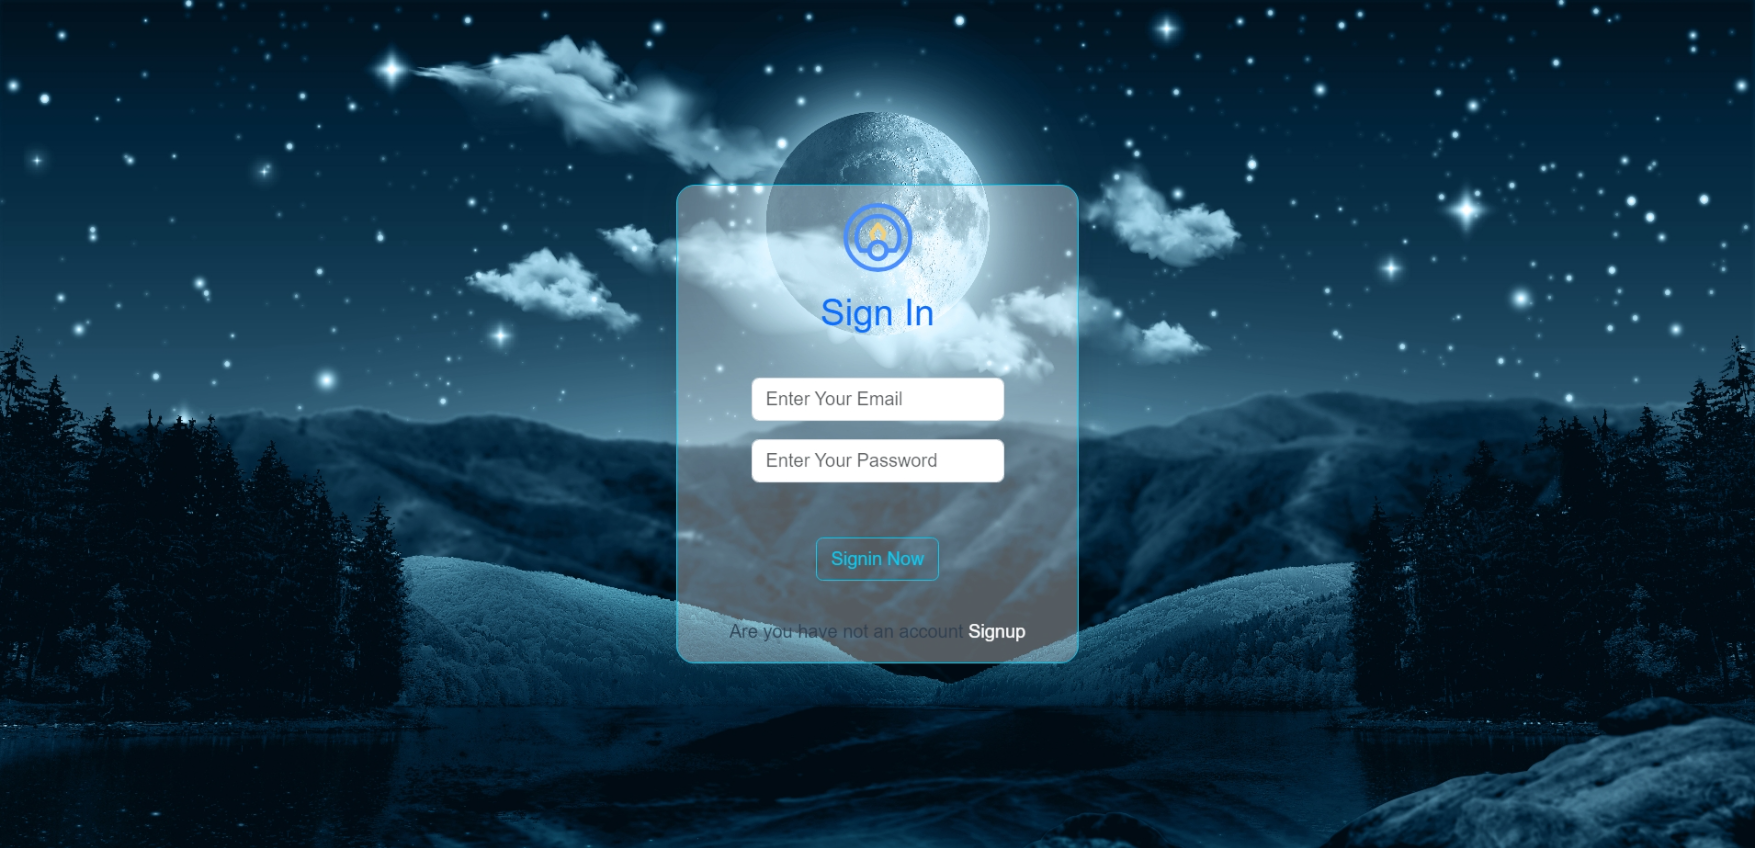 Sign In
Enter Your Email
Enter Your Password
Signin Now
Are you have not an account Signup